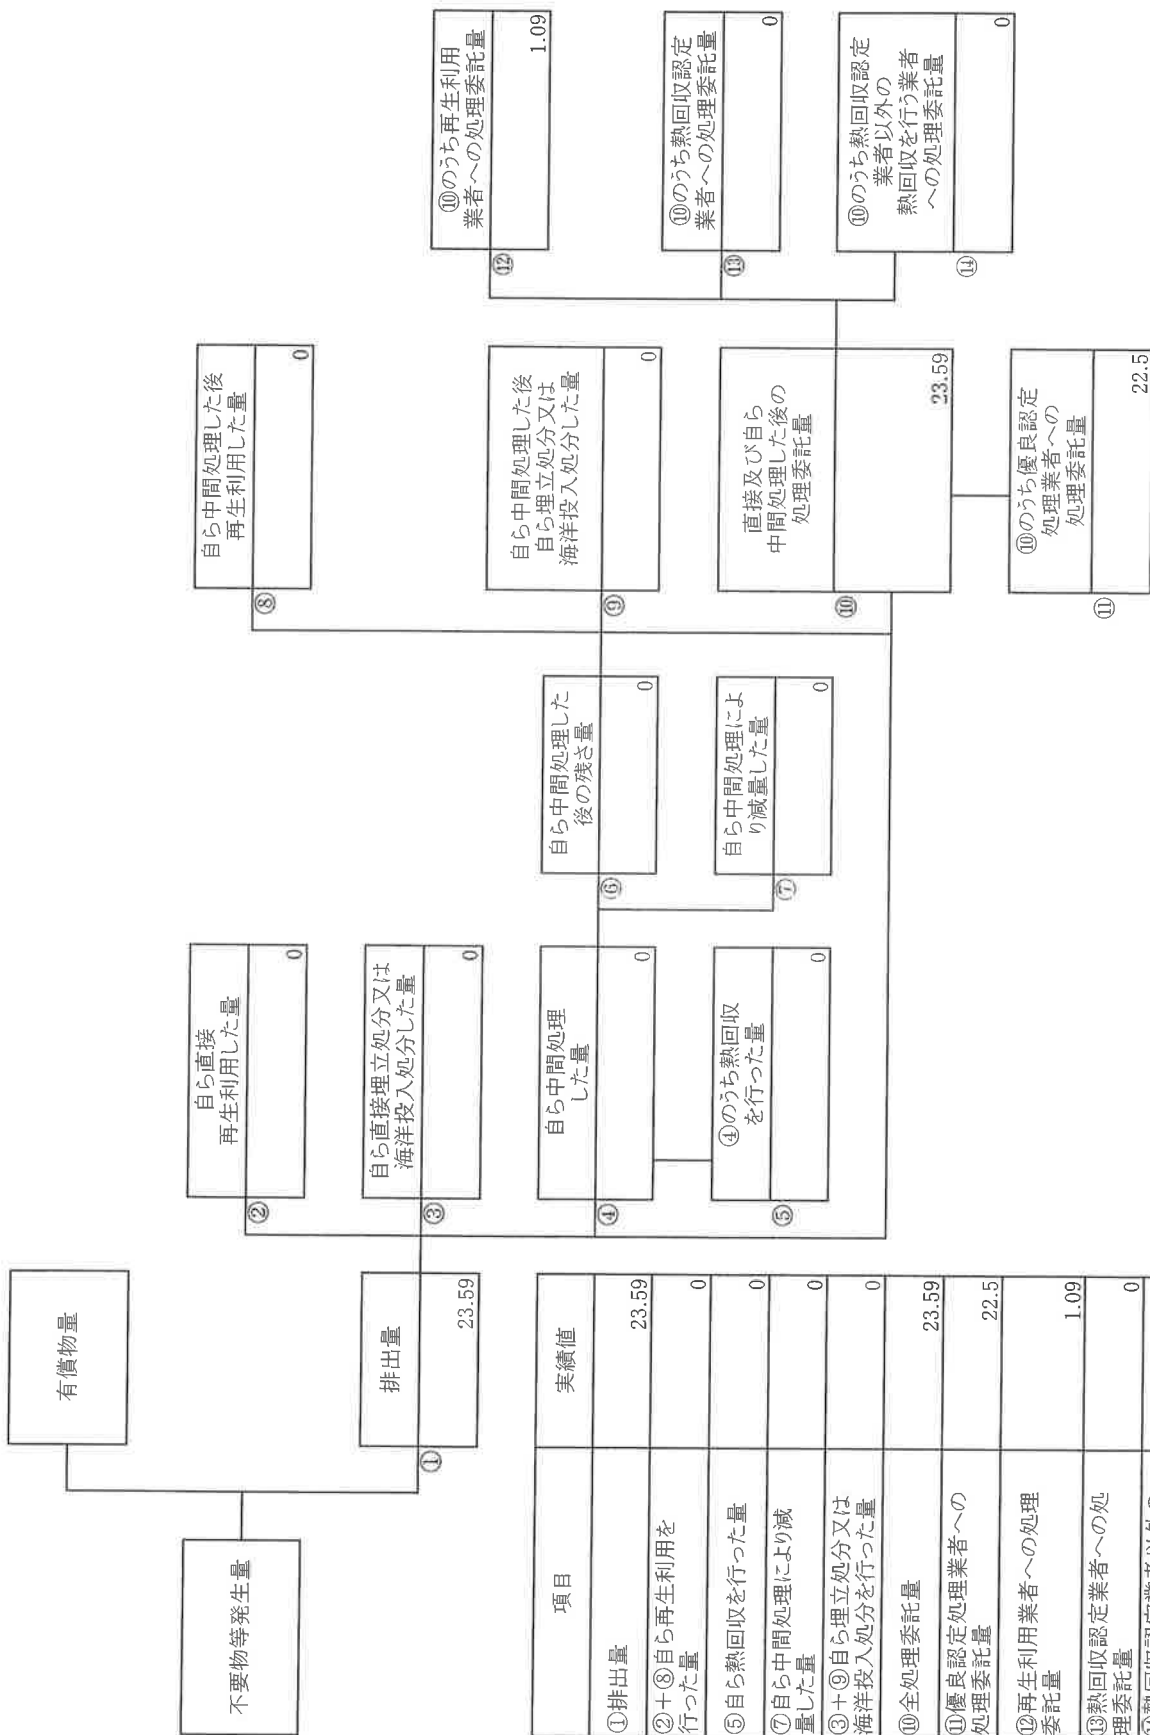 不要物等発生量
有償物量
①
排出量
23.59
②
自ら直接
再生利用した量
0
③
自ら直接埋立処分又は
海洋投入処分した量
0
④
自ら中間処理
した量
0
⑤
④のうち熱回収
を行った量
0
⑥
自ら中間処理した
後の残さ量
0
⑦
自ら中間処理によ
り減量した量
0
⑧
自ら中間処理した後
再生利用した量
0
⑨
自ら中間処理した後
自ら埋立処分又は
海洋投入処分した量
0
⑩
直接及び自ら
中間処理した後の
処理委託量
23.59
⑪
⑩のうち優良認定
処理業者への
処理委託量
22.5
⑫
⑩のうち再生利用
業者への処理委託量
1.09
⑬
⑩のうち熱回収認定
業者への処理委託量
0
⑭
⑩のうち熱回収認定
業者以外の
熱回収を行う業者
への処理委託量
0
項目 実績値
①排出量 23.59
②+⑧自ら再生利用を
行った量 0
⑤自ら熱回収を行った量 0
⑦自ら中間処理により減
量した量 0
③+⑨自ら埋立処分又は
海洋投入処分を行った量 0
⑩全処理委託量 23.59
⑪優良認定処理業者への
処理委託量 22.5
⑫再生利用業者への処理
委託量 1.09
⑬熱回収認定業者への処
理委託量 0